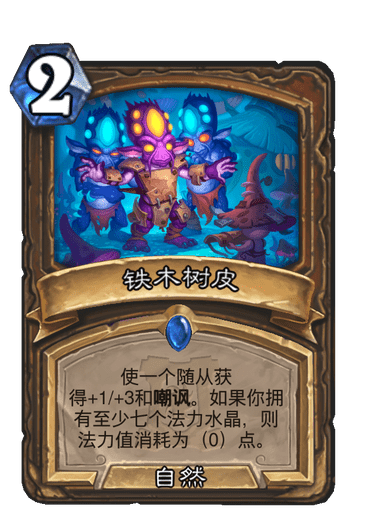 2
铁木树皮
使一个随从获
得+1/+3和嘲讽。如果你拥
有至少七个法力水晶，则
法力值消耗为（0）点。
自然